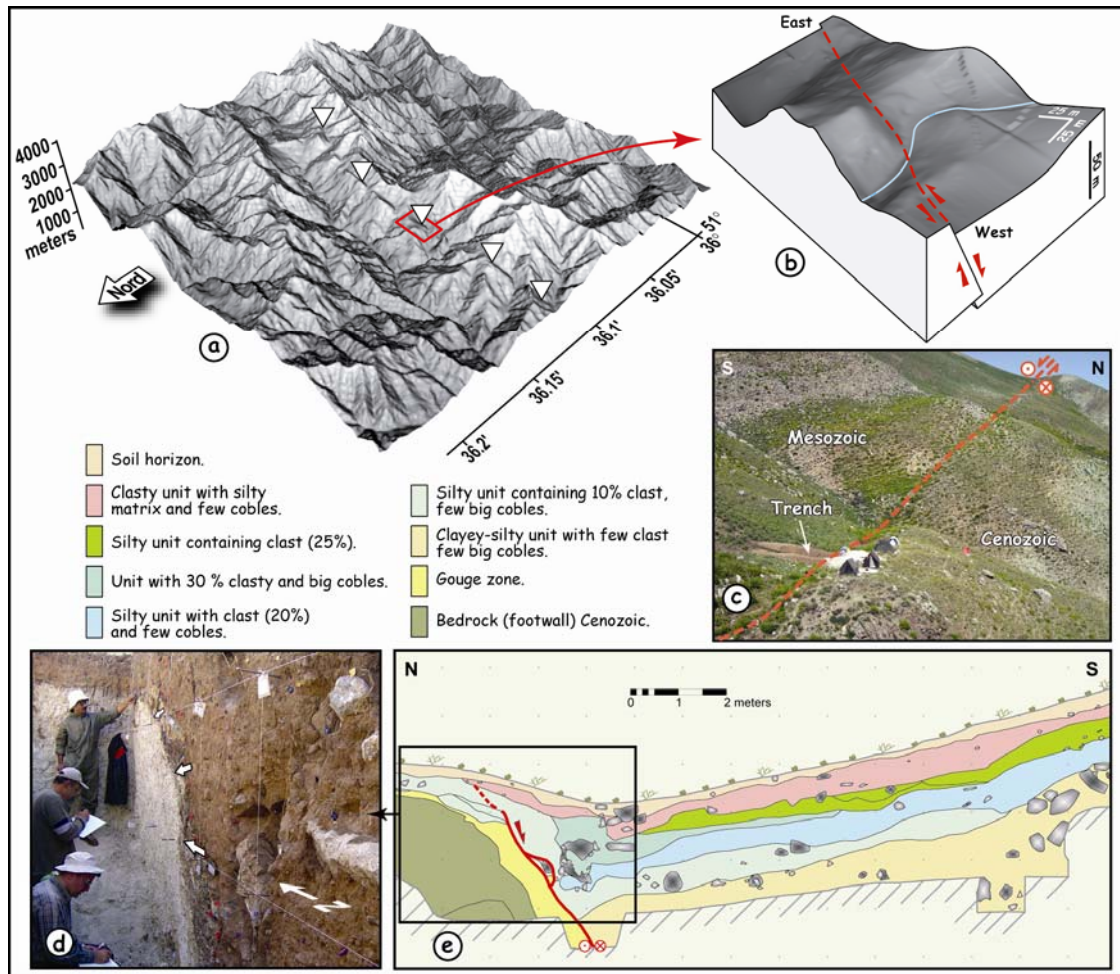 4000
3000
2000
1000
meters
Nord
a
36.2'
36.15'
36.1'
36.05'
51°
36°
East
West
25 m
25 m
50 m
b
S
N
Mesozoic
Trench
Cenozoic
c
Soil horizon.
Clasty unit with silty
matrix and few cobles.
Silty unit containing clast (25%).
Unit with 30 % clasty and big cobles.
Silty unit with clast (20%)
and few cobles.
Silty unit containing 10% clast,
few big cobles.
Clayey-silty unit with few clast
few big cobles.
Gouge zone.
Bedrock (footwall) Cenozoic.
N
d
N
S
0 1 2 meters
e